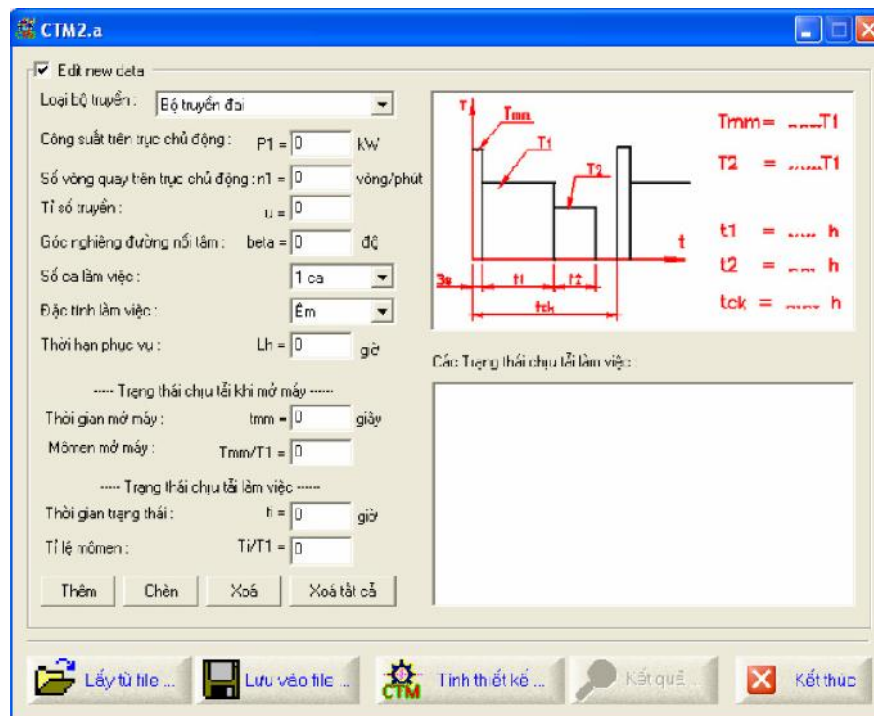 CTM2.a
Edit new data
Loại bộ truyền : Bộ truyền đai
Công suất trên trục chủ động : P1 = 0 kW
Số vòng quay trên trục chủ động : n1 = 0 vòng/phút
Tỉ số truyền : u = 0
Góc nghiêng đường nối tâm : beta = 0 độ
Số ca làm việc : 1 ca
Đặc tính làm việc : Êm
Thời hạn phục vụ : Lh = 0 giờ
----- Trạng thái chịu tải khi mở máy ------
Thời gian mở máy : tmm = 0 giây
Mômen mở máy : Tmm/T1 = 0
----- Trạng thái chịu tải làm việc ------
Thời gian trạng thái : ti = 0 giờ
Tỉ lệ mômen : Ti/T1 = 0
Thêm Chèn Xoá Xoá tất cả
T
Tmm
T1
T2
t
3s t1 t2
tck
Tmm = ......T1
T2 = ......T1
t1 = ...... h
t2 = ...... h
tck = ...... h
Các Trạng thái chịu tải làm việc :
Lấy từ file ... Lưu vào file ... CTM Tính thiết kế ... Kết quả ... Kết thúc